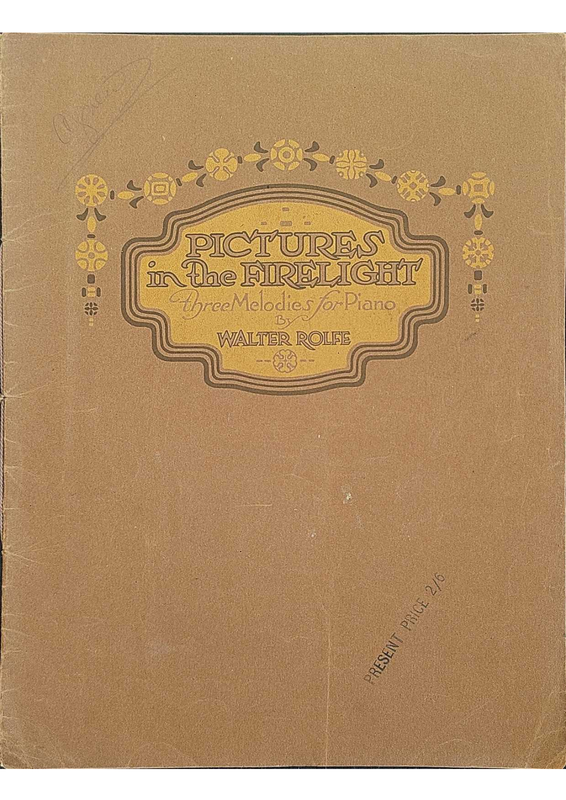 PICTURES
in the FIRELIGHT
Three Melodies for Piano
By
WALTER ROLFE
PRESENT PRICE 2/6